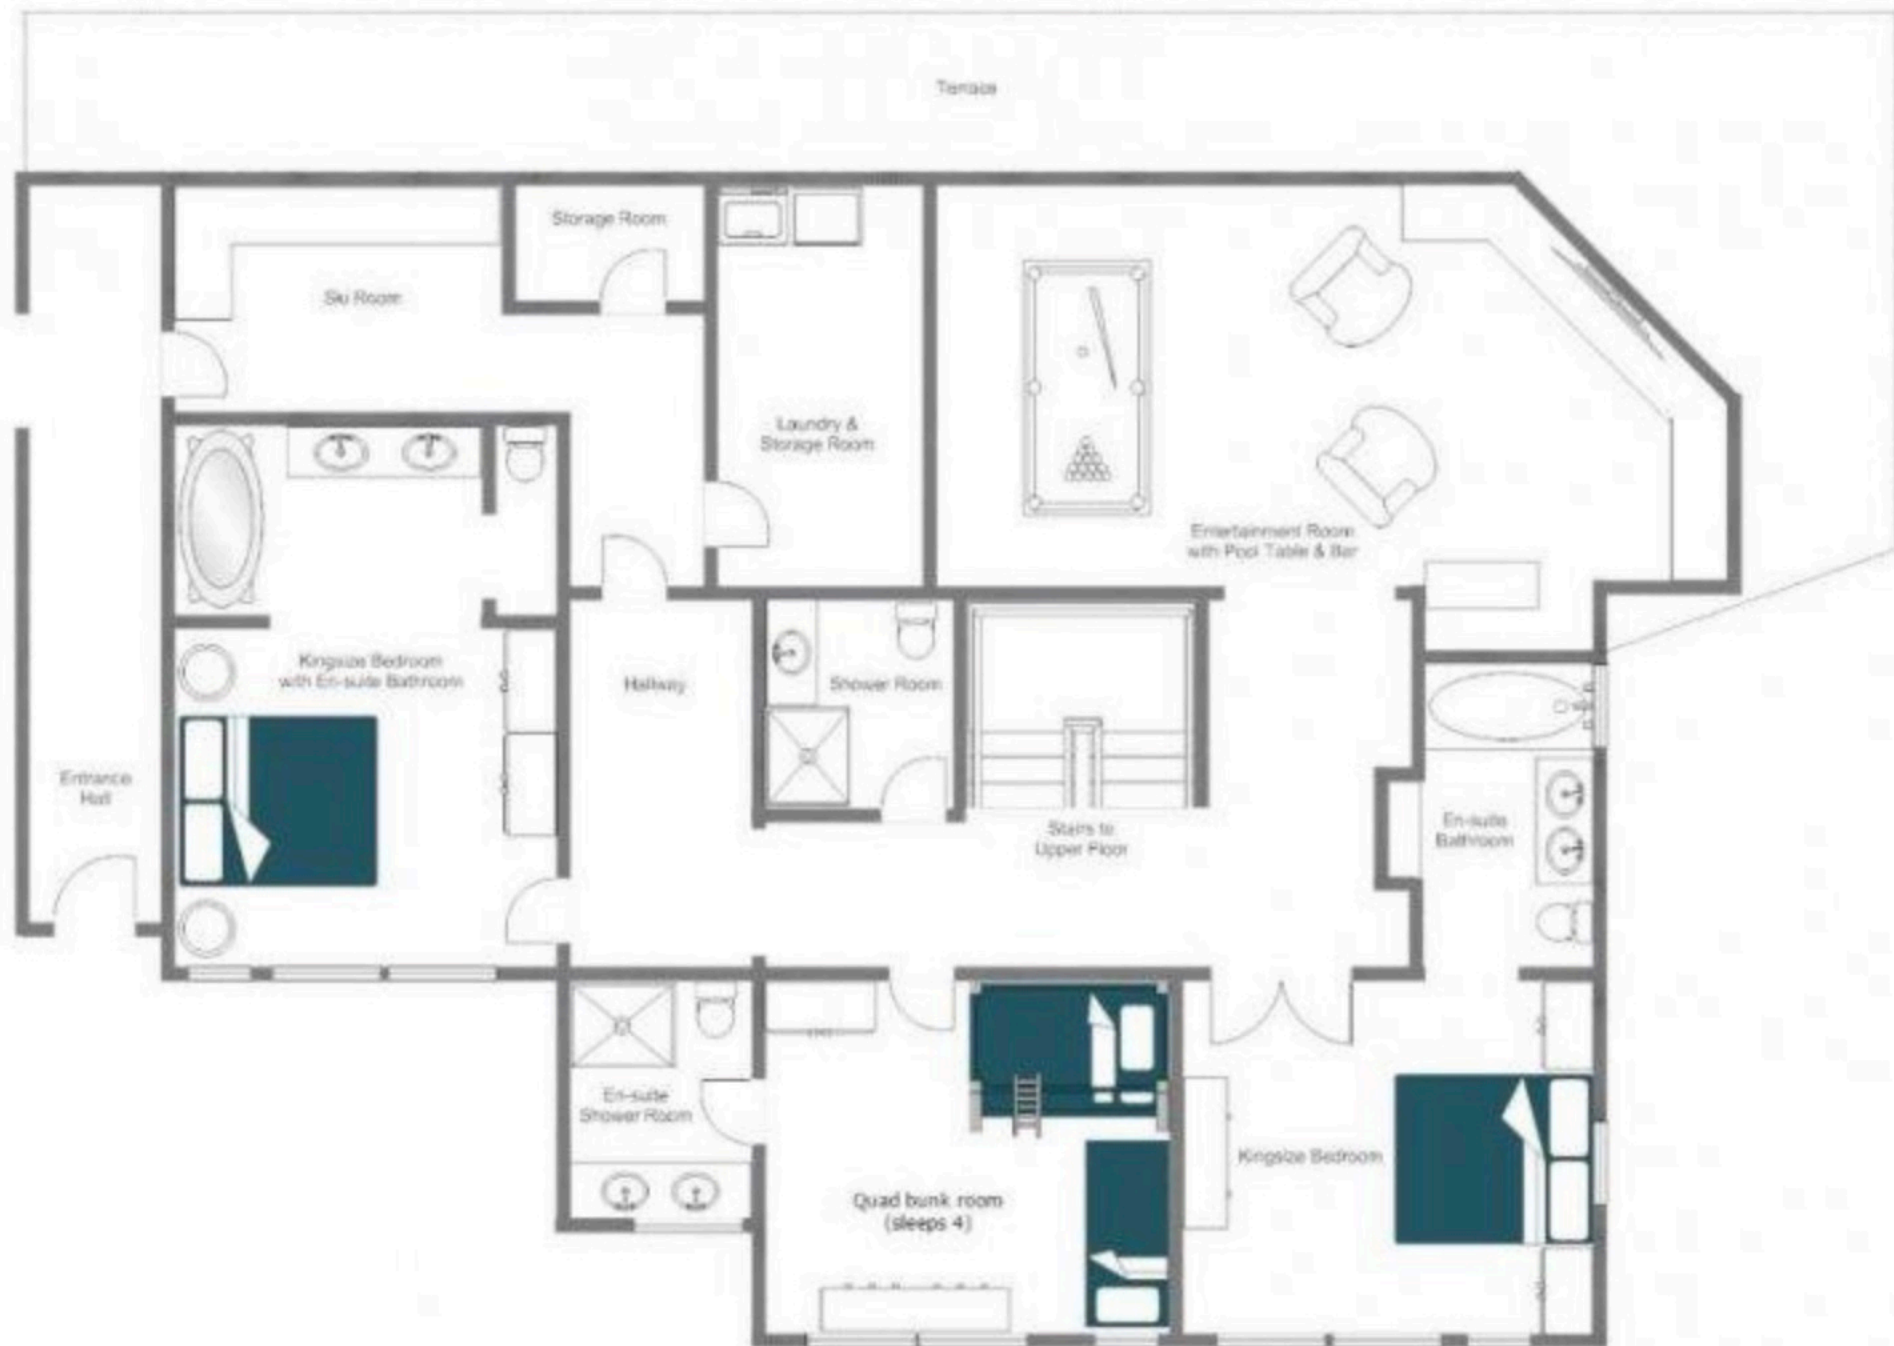 Terrace
Storage Room
Ski Room
Laundry &
Storage Room
Entertainment Room
with Pool Table & Bar
Kingsize Bedroom
with En-suite Bathroom
Hallway
Shower Room
Entrance
Hall
Stairs to
Upper Floor
En-suite
Bathroom
En-suite
Shower Room
Kingsize Bedroom
Quad bunk room
(sleeps 4)